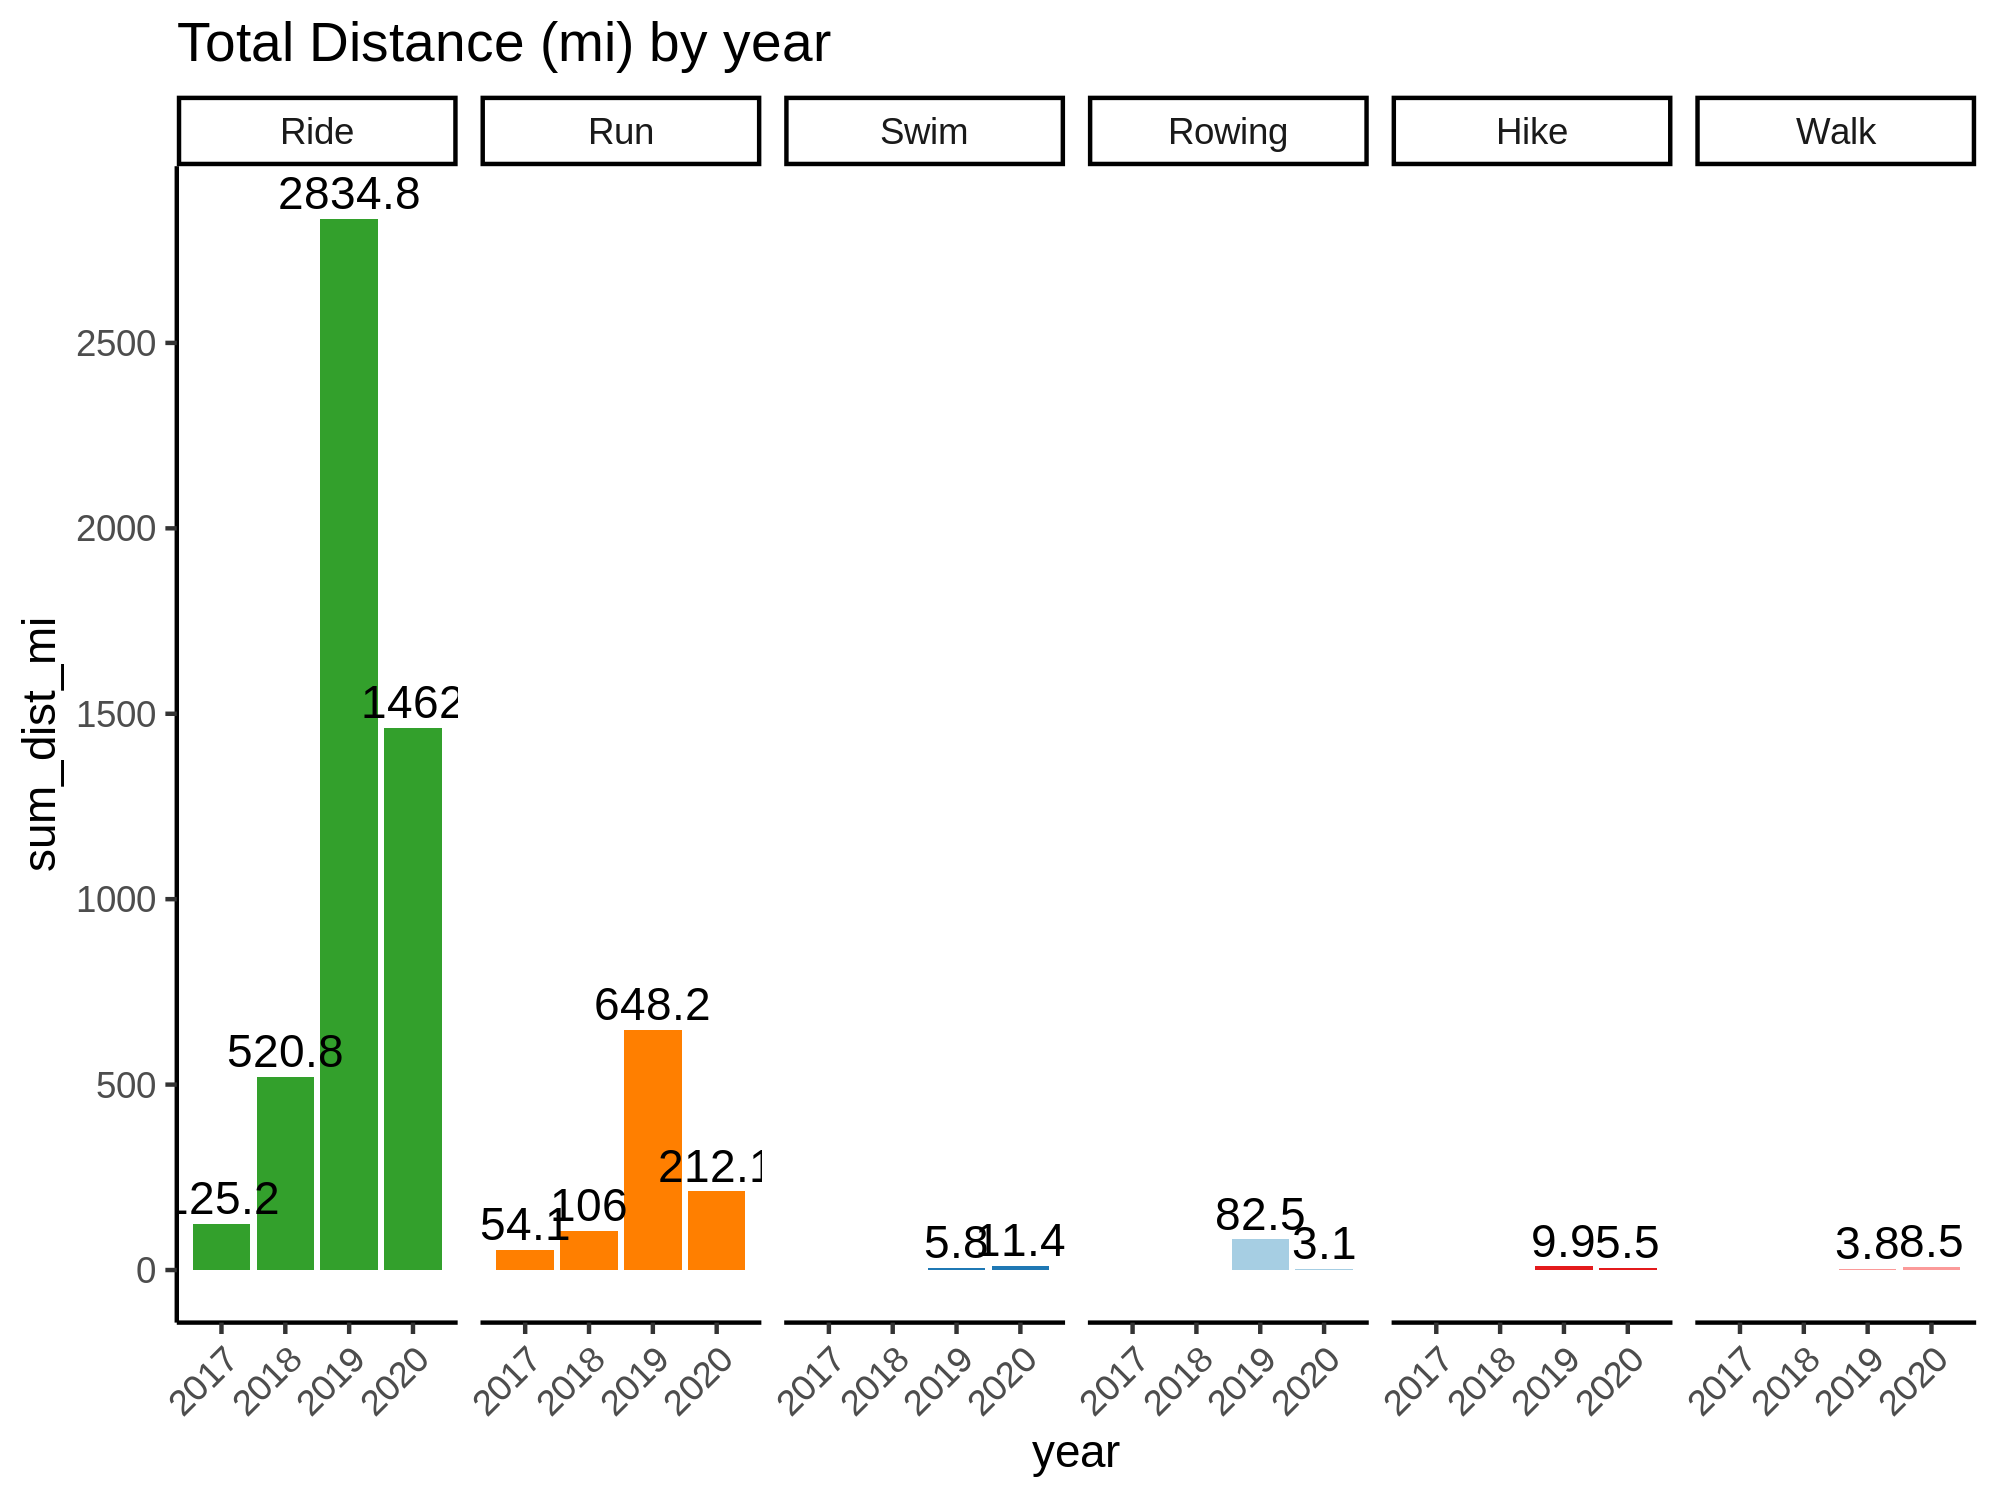 Total Distance (mi) by year
Ride Run Swim Rowing Hike Walk
2834.8
2500
2000
sum_dist_mi
1500
1462
1000
648.2
520.8
500
212.1
125.2
54.1 106 5.8 11.4 82.5 3.1 9.9 5.5 3.8 8.5
0
2017 2018 2019 2020 2017 2018 2019 2020 2017 2018 2019 2020 2017 2018 2019 2020 2017 2018 2019 2020 2017 2018 2019 2020
year